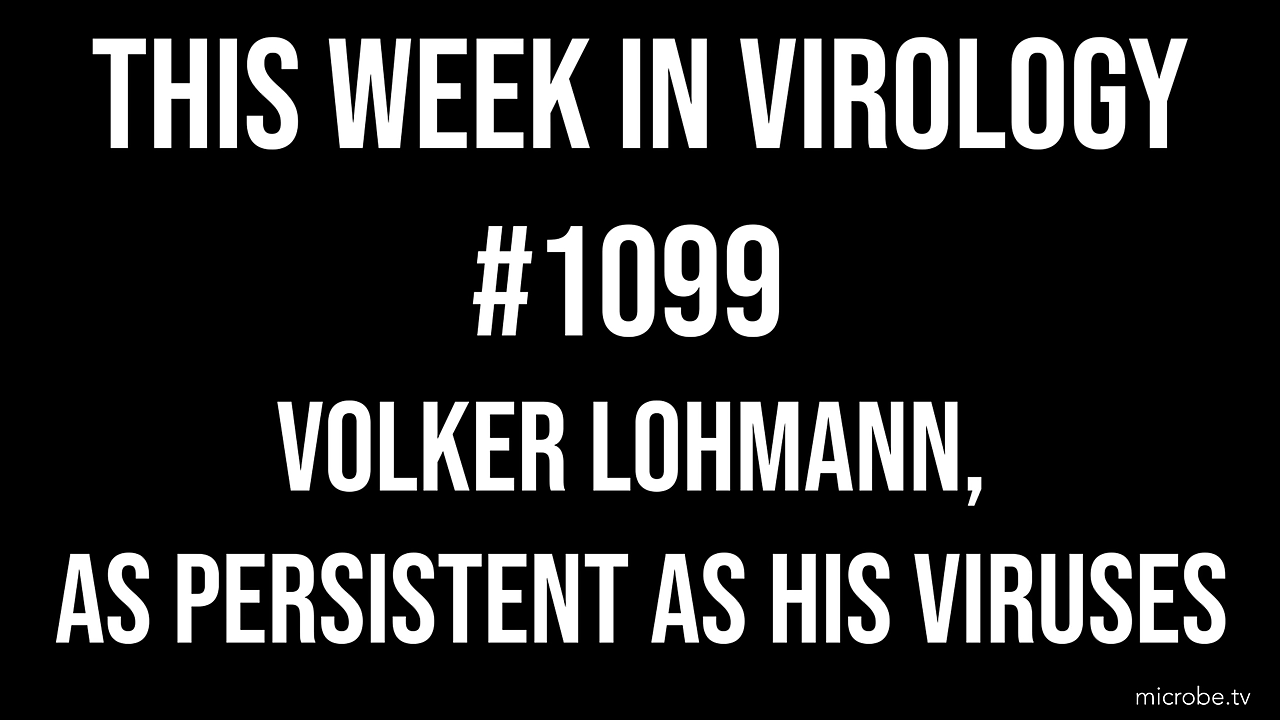 THIS WEEK IN VIROLOGY
#1099
VOLKER LOHMANN,
AS PERSISTENT AS HIS VIRUSES
microbe.tv